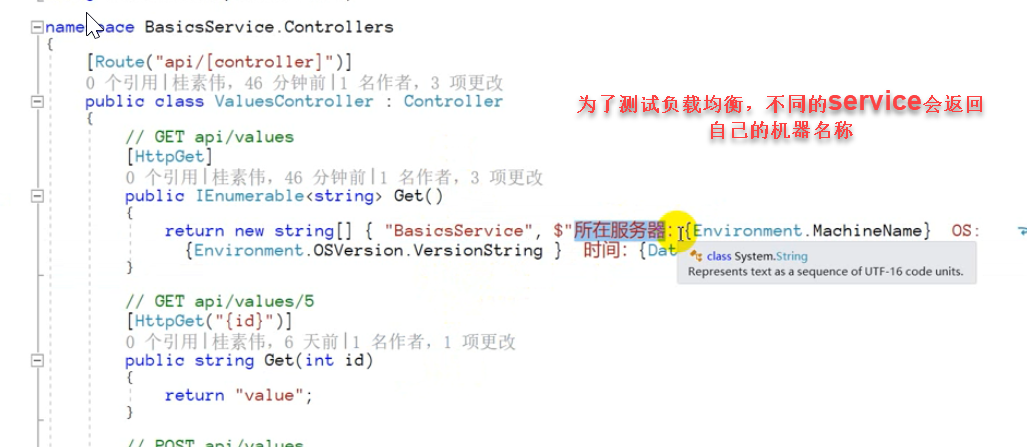 namespace BasicsService.Controllers
{
[Route("api/[controller]")]
0 个引用|桂素伟，46 分钟前|1 名作者，3 项更改
public class ValuesController : Controller
{
为了测试负载均衡，不同的service会返回
自己的机器名称
// GET api/values
[HttpGet]
0 个引用|桂素伟，46 分钟前|1 名作者，3 项更改
public IEnumerable<string> Get()
{
return new string[] { "BasicsService", $"所在服务器：{Environment.MachineName} OS：
{Environment.OSVersion.VersionString } 时间：{Dat
class System.String
Represents text as a sequence of UTF-16 code units.
}
// GET api/values/5
[HttpGet("{id}")]
0 个引用|桂素伟，6 天前|1 名作者，1 项更改
public string Get(int id)
{
return "value";
}
// POST api/values